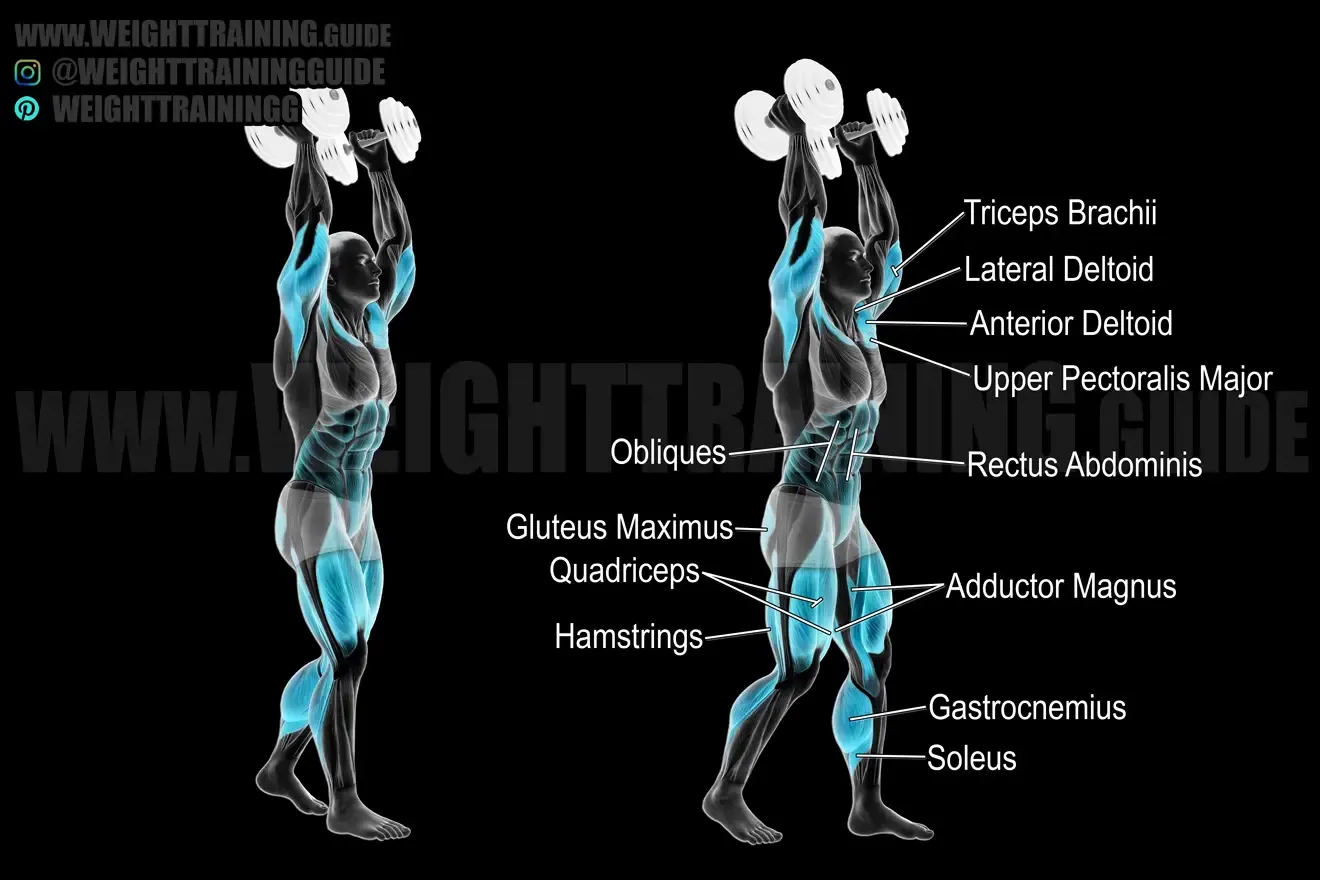 WWW.WEIGHTTRAINING.GUIDE
@WEIGHTTRAININGGUIDE
WEIGHTTRAININGG
Triceps Brachii
Lateral Deltoid
Anterior Deltoid
Upper Pectoralis Major
WWW.WEIGHTTRAINING.GUIDE
Obliques
Rectus Abdominis
Gluteus Maximus
Quadriceps
Adductor Magnus
Hamstrings
Gastrocnemius
Soleus